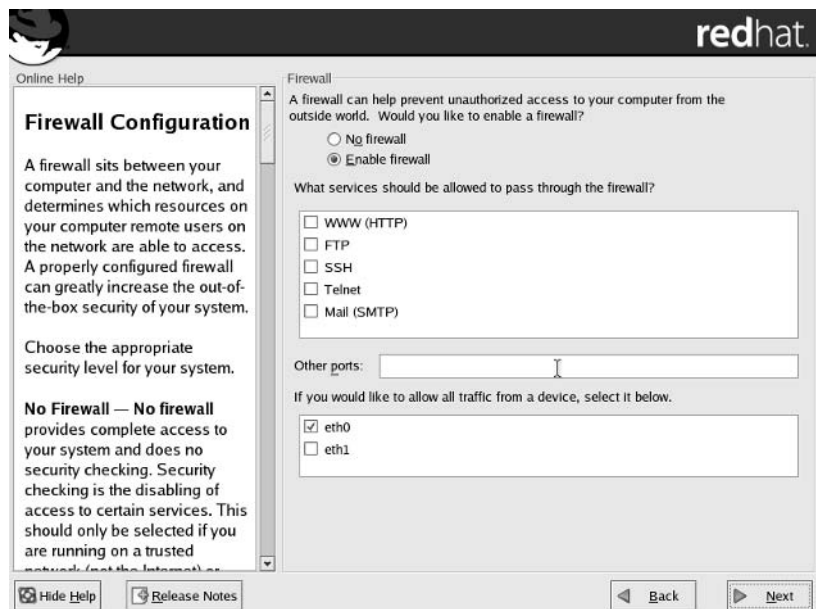 redhat.
Online Help
Firewall Configuration
A firewall sits between your
computer and the network, and
determines which resources on
your computer remote users on
the network are able to access.
A properly configured firewall
can greatly increase the out-of-
the-box security of your system.
Choose the appropriate
security level for your system.
No Firewall — No firewall
provides complete access to
your system and does no
security checking. Security
checking is the disabling of
access to certain services. This
should only be selected if you
are running on a trusted
network (not the Internet) or
Firewall
A firewall can help prevent unauthorized access to your computer from the
outside world. Would you like to enable a firewall?
No firewall
Enable firewall
What services should be allowed to pass through the firewall?
WWW (HTTP)
FTP
SSH
Telnet
Mail (SMTP)
Other ports:
If you would like to allow all traffic from a device, select it below.
eth0
eth1
Hide Help
Release Notes
Back
Next